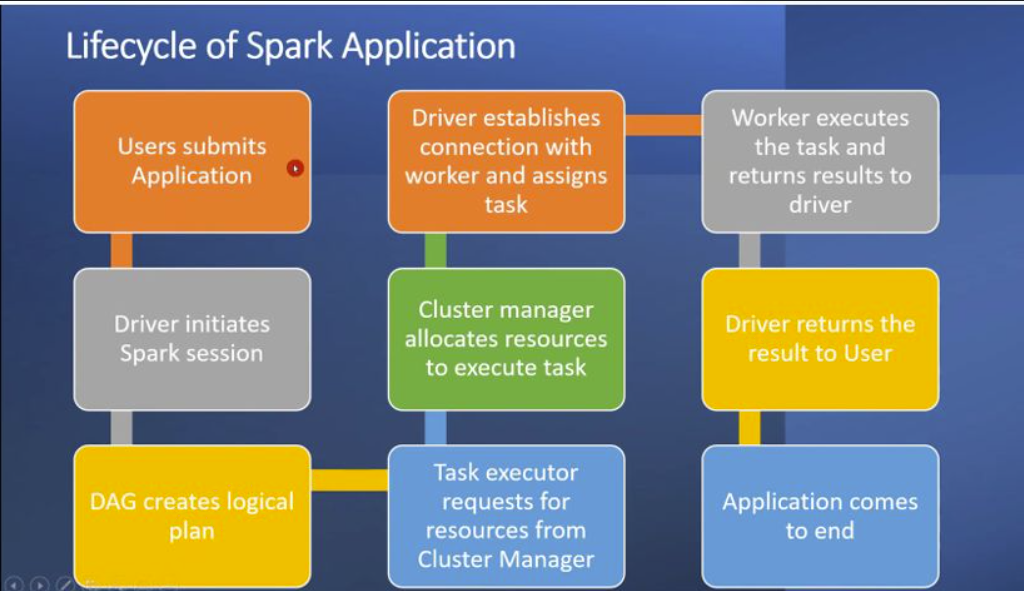 Lifecycle of Spark Application
Users submits
Application
Driver initiates
Spark session
DAG creates logical
plan
Task executor
requests for
resources from
Cluster Manager
Cluster manager
allocates resources
to execute task
Driver establishes
connection with
worker and assigns
task
Worker executes
the task and
returns results to
driver
Driver returns the
result to User
Application comes
to end